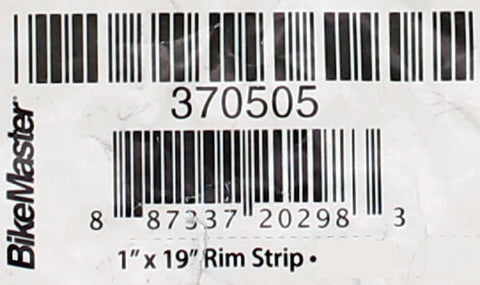 370505
BikeMaster®
8 87337 20298 3
1" x 19" Rim Strip •